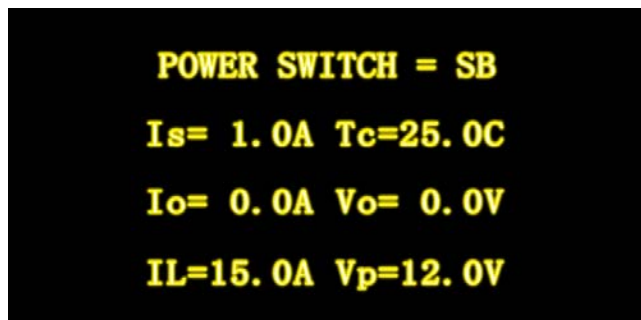 POWER SWITCH = SB
Is= 1.0A Tc=25.0C
Io= 0.0A Vo= 0.0V
IL=15.0A Vp=12.0V